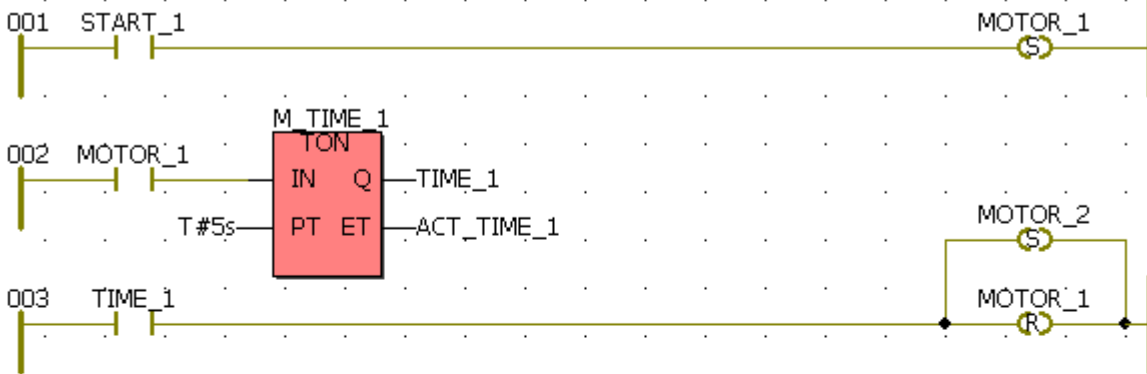 001 START_1 MOTOR_1
S
M_TIME_1
TON
002 MOTOR_1
IN Q TIME_1
T#5s PT ET ACT_TIME_1
MOTOR_2
S
003 TIME_1 MOTOR_1
R